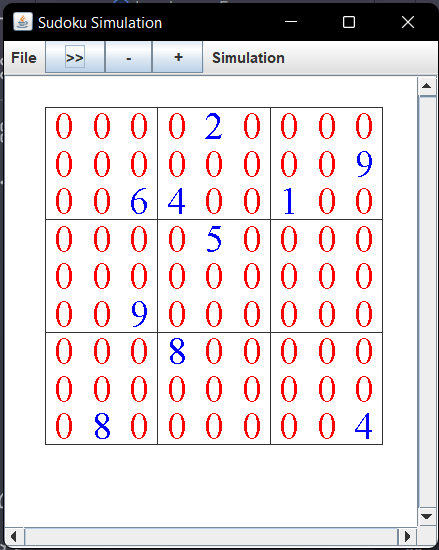 Sudoku Simulation
File >> - + Simulation
0 0 0 0 2 0 0 0 0
0 0 0 0 0 0 0 0 9
0 0 6 4 0 0 1 0 0
0 0 0 0 5 0 0 0 0
0 0 0 0 0 0 0 0 0
0 0 9 0 0 0 0 0 0
0 0 0 8 0 0 0 0 0
0 0 0 0 0 0 0 0 0
0 8 0 0 0 0 0 0 4